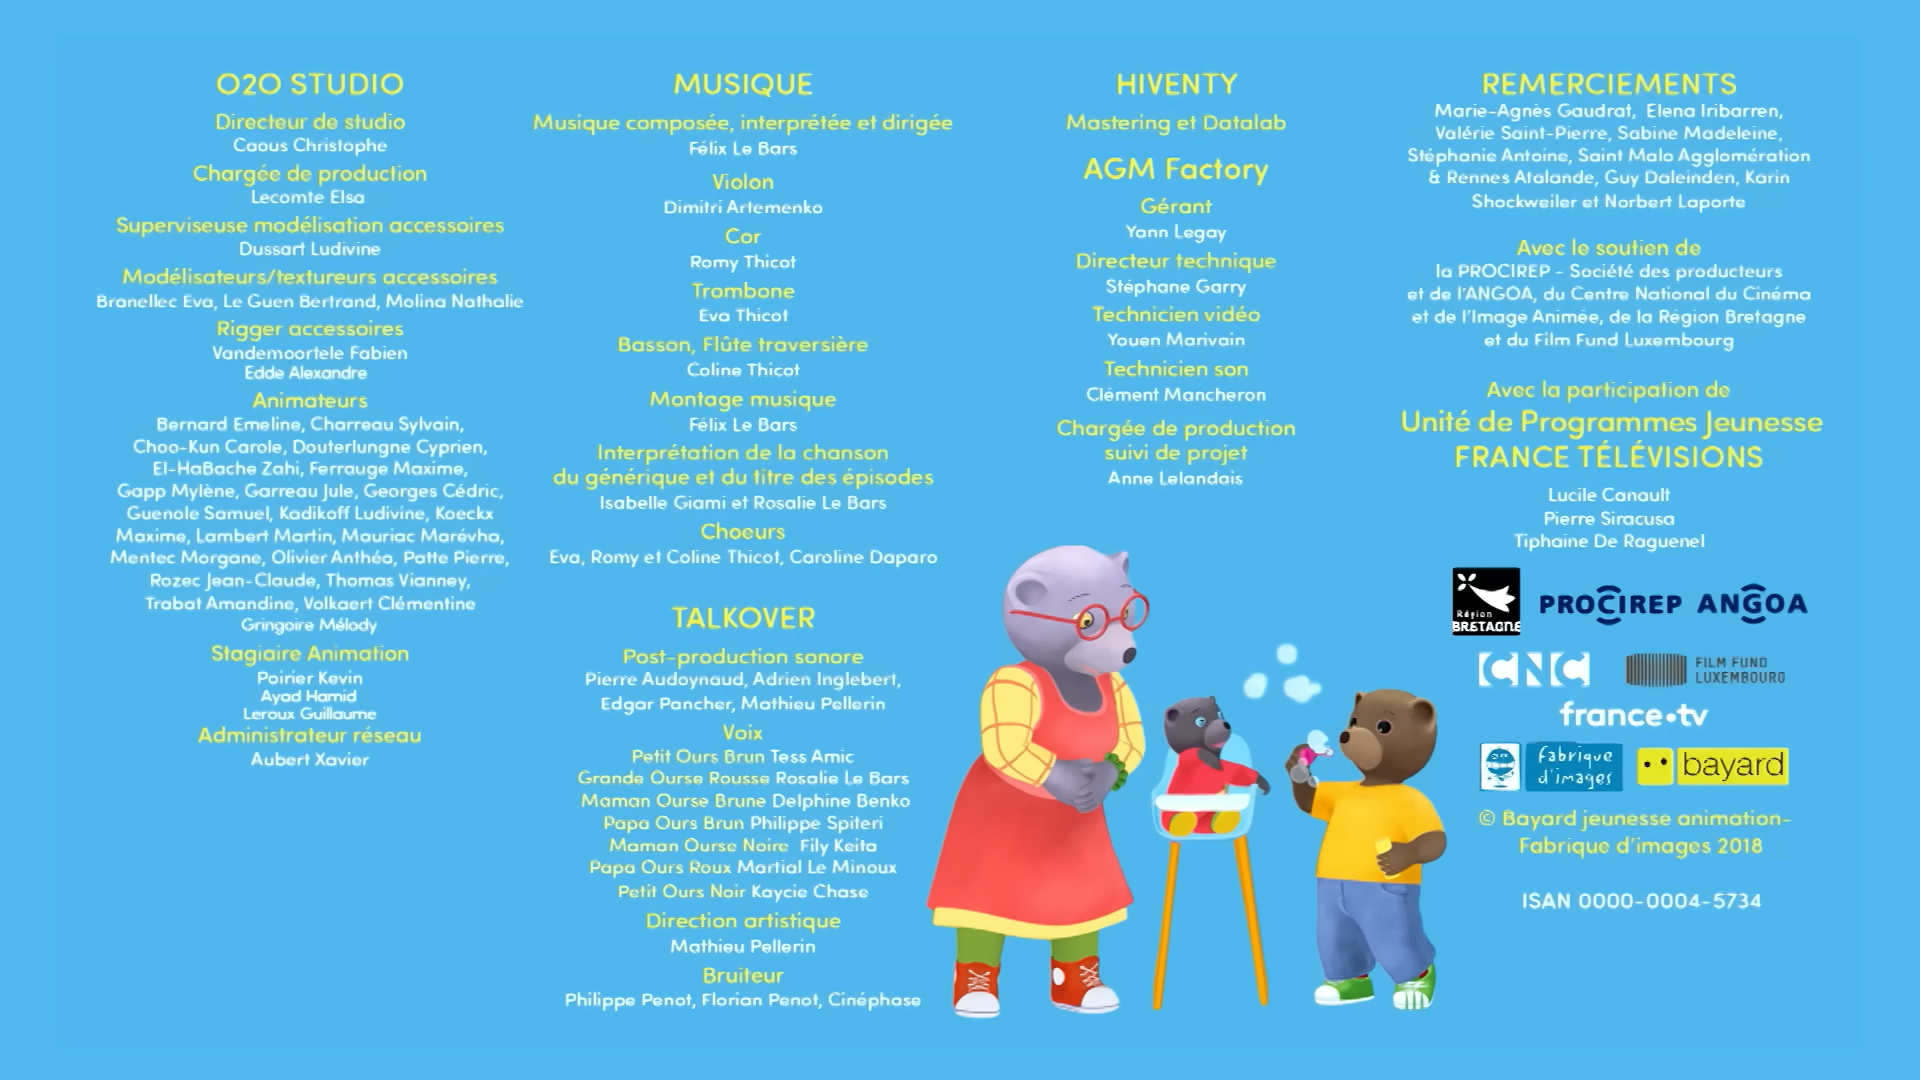 O2O STUDIO
Directeur de studio
Caous Christophe
Chargée de production
Lecomte Elsa
Superviseuse modélisation accessoires
Dussart Ludivine
Modélisateurs/textureurs accessoires
Branellec Eva, Le Guen Bertrand, Molina Nathalie
Rigger accessoires
Vandemoortele Fabien
Edde Alexandre
Animateurs
Bernard Emeline, Charreau Sylvain,
Choo-Kun Carole, Douterlungne Cyprien,
El-HaBache Zahi, Ferrauge Maxime,
Gapp Mylène, Garreau Jule, Georges Cédric,
Guenole Samuel, Kadikoff Ludivine, Koeckx
Maxime, Lambert Martin, Mauriac Marévha,
Mentec Morgane, Olivier Anthéa, Patte Pierre,
Rozec Jean-Claude, Thomas Vianney,
Trabat Amandine, Volkaert Clémentine
Gringoire Mélody
Stagiaire Animation
Poirier Kevin
Ayad Hamid
Leroux Guillaume
Administrateur réseau
Aubert Xavier
MUSIQUE
Musique composée, interprétée et dirigée
Félix Le Bars
Violon
Dimitri Artemenko
Cor
Romy Thicot
Trombone
Eva Thicot
Basson, Flûte traversière
Coline Thicot
Montage musique
Félix Le Bars
Interprétation de la chanson
du générique et du titre des épisodes
Isabelle Giami et Rosalie Le Bars
Choeurs
Eva, Romy et Coline Thicot, Caroline Daparo
TALKOVER
Post-production sonore
Pierre Audoynaud, Adrien Inglebert,
Edgar Pancher, Mathieu Pellerin
Voix
Petit Ours Brun Tess Amic
Grande Ourse Rousse Rosalie Le Bars
Maman Ourse Brune Delphine Benko
Papa Ours Brun Philippe Spiteri
Maman Ourse Noire Fily Keita
Papa Ours Roux Martial Le Minoux
Petit Ours Noir Kaycie Chase
Direction artistique
Mathieu Pellerin
Bruiteur
Philippe Penot, Florian Penot, Cinéphase
HIVENTY
Mastering et Datalab
AGM Factory
Gérant
Yann Legay
Directeur technique
Stéphane Garry
Technicien vidéo
Youen Marivain
Technicien son
Clément Mancheron
Chargée de production
suivi de projet
Anne Lelandais
REMERCIEMENTS
Marie-Agnès Gaudrat, Elena Iribarren,
Valérie Saint-Pierre, Sabine Madeleine,
Stéphanie Antoine, Saint Malo Agglomération
& Rennes Atalande, Guy Daleinden, Karin
Shockweiler et Norbert Laporte
Avec le soutien de
la PROCIREP - Société des producteurs
et de l'ANGOA, du Centre National du Cinéma
et de l'Image Animée, de la Région Bretagne
et du Film Fund Luxembourg
Avec la participation de
Unité de Programmes Jeunesse
FRANCE TÉLÉVISIONS
Lucile Canault
Pierre Siracusa
Tiphaine De Raguenel
Région
BRETAGNE
PROCIREP ANGOA
CNC
FILM FUND
LUXEMBOURG
france•tv
fabrique
d'images
bayard
© Bayard jeunesse animation-
Fabrique d'images 2018
ISAN 0000-0004-5734